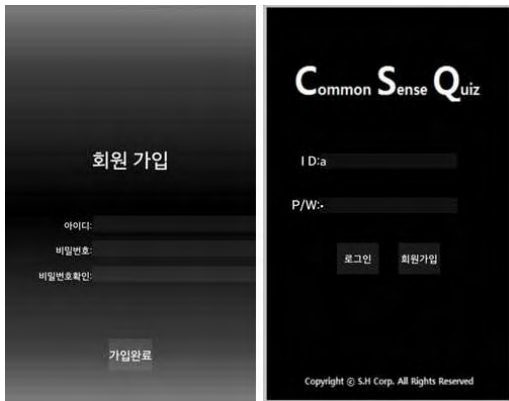 회원 가입
아이디:
비밀번호:
비밀번호확인:
가입완료
Common Sense Quiz
I D:a
P/W:•
로그인 회원가입
Copyright ⓒ S.H Corp. All Rights Reserved